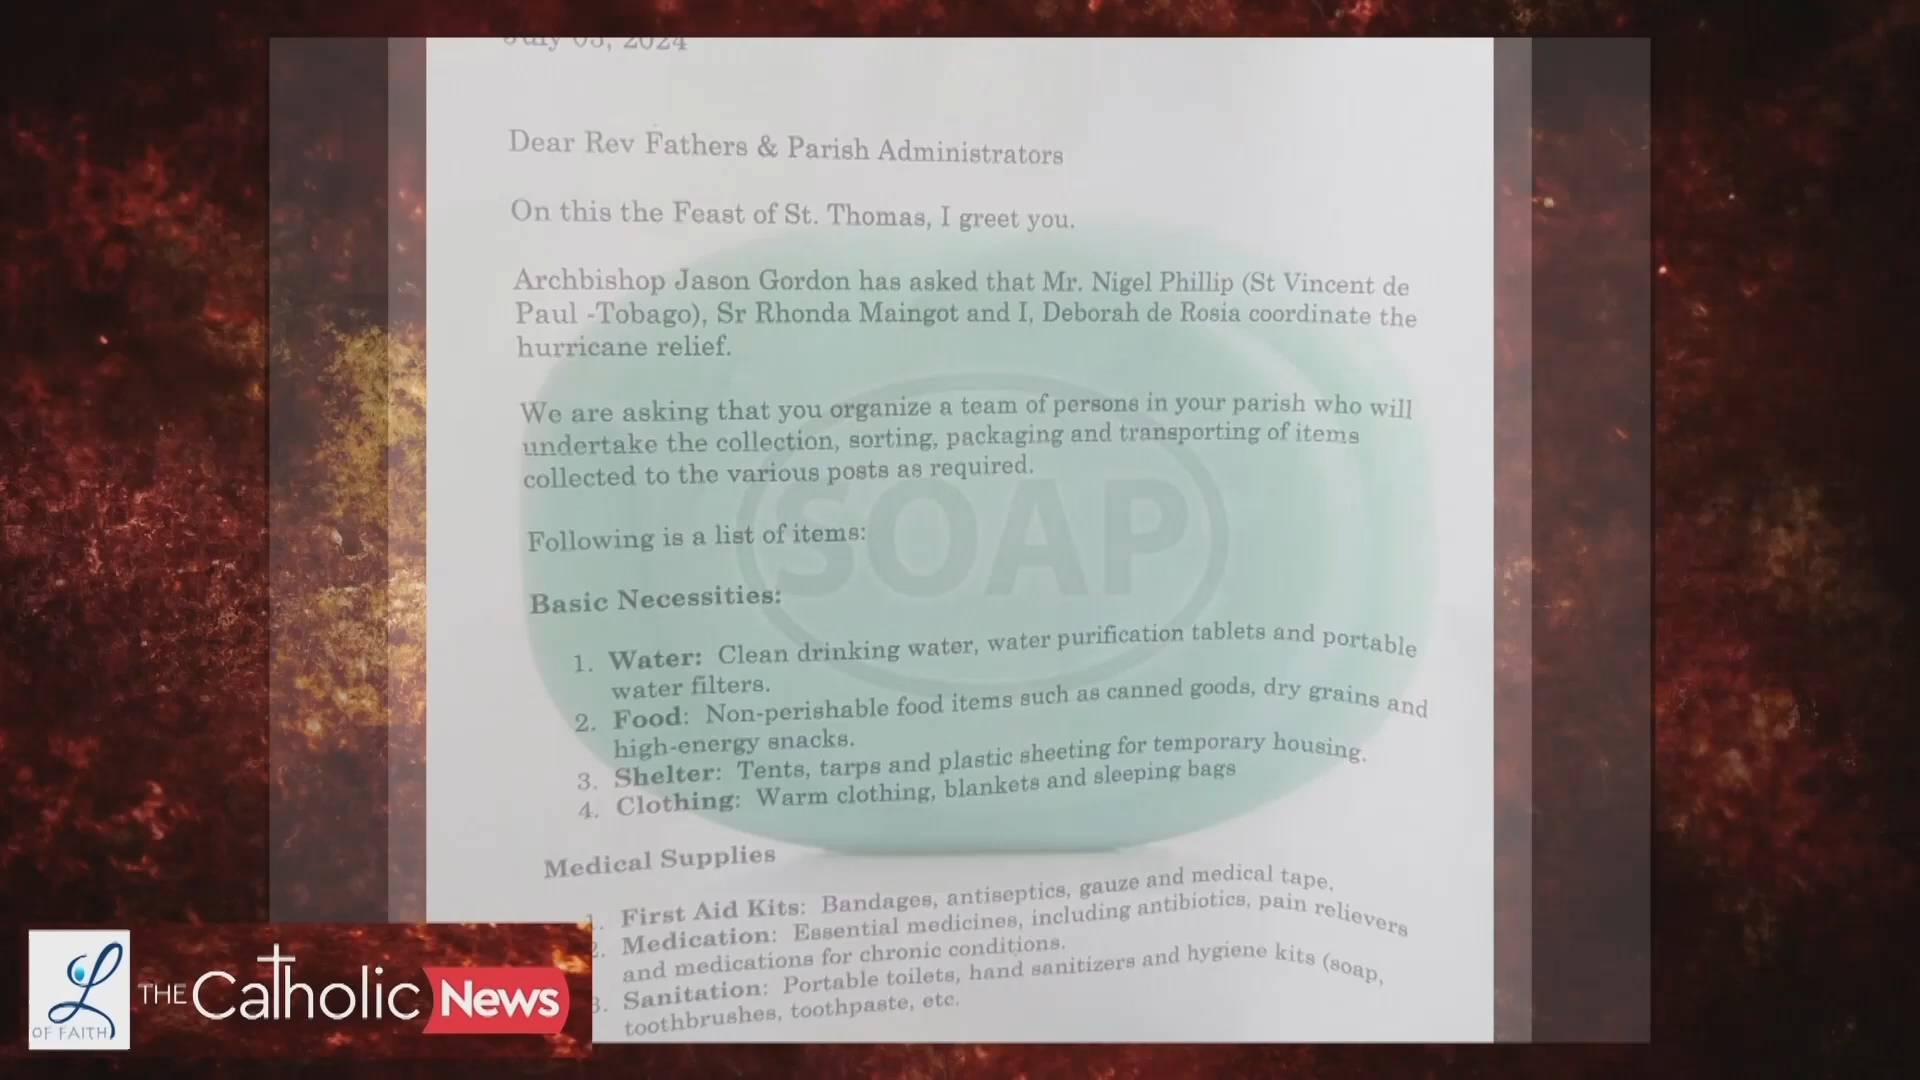 July 03, 2024
Dear Rev Fathers & Parish Administrators
On this the Feast of St. Thomas, I greet you.
Archbishop Jason Gordon has asked that Mr. Nigel Phillip (St Vincent de
Paul -Tobago), Sr Rhonda Maingot and I, Deborah de Rosia coordinate the
hurricane relief.
We are asking that you organize a team of persons in your parish who will
undertake the collection, sorting, packaging and transporting of items
collected to the various posts as required.
SOAP
Following is a list of items:
Basic Necessities:
1. Water: Clean drinking water, water purification tablets and portable
water filters.
2. Food: Non-perishable food items such as canned goods, dry grains and
high-energy snacks.
3. Shelter: Tents, tarps and plastic sheeting for temporary housing.
4. Clothing: Warm clothing, blankets and sleeping bags
Medical Supplies
1. First Aid Kits: Bandages, antiseptics, gauze and medical tape.
2. Medication: Essential medicines, including antibiotics, pain relievers
and medications for chronic conditions.
3. Sanitation: Portable toilets, hand sanitizers and hygiene kits (soap,
toothbrushes, toothpaste, etc.
L
OF FAITH
THE Catholic News